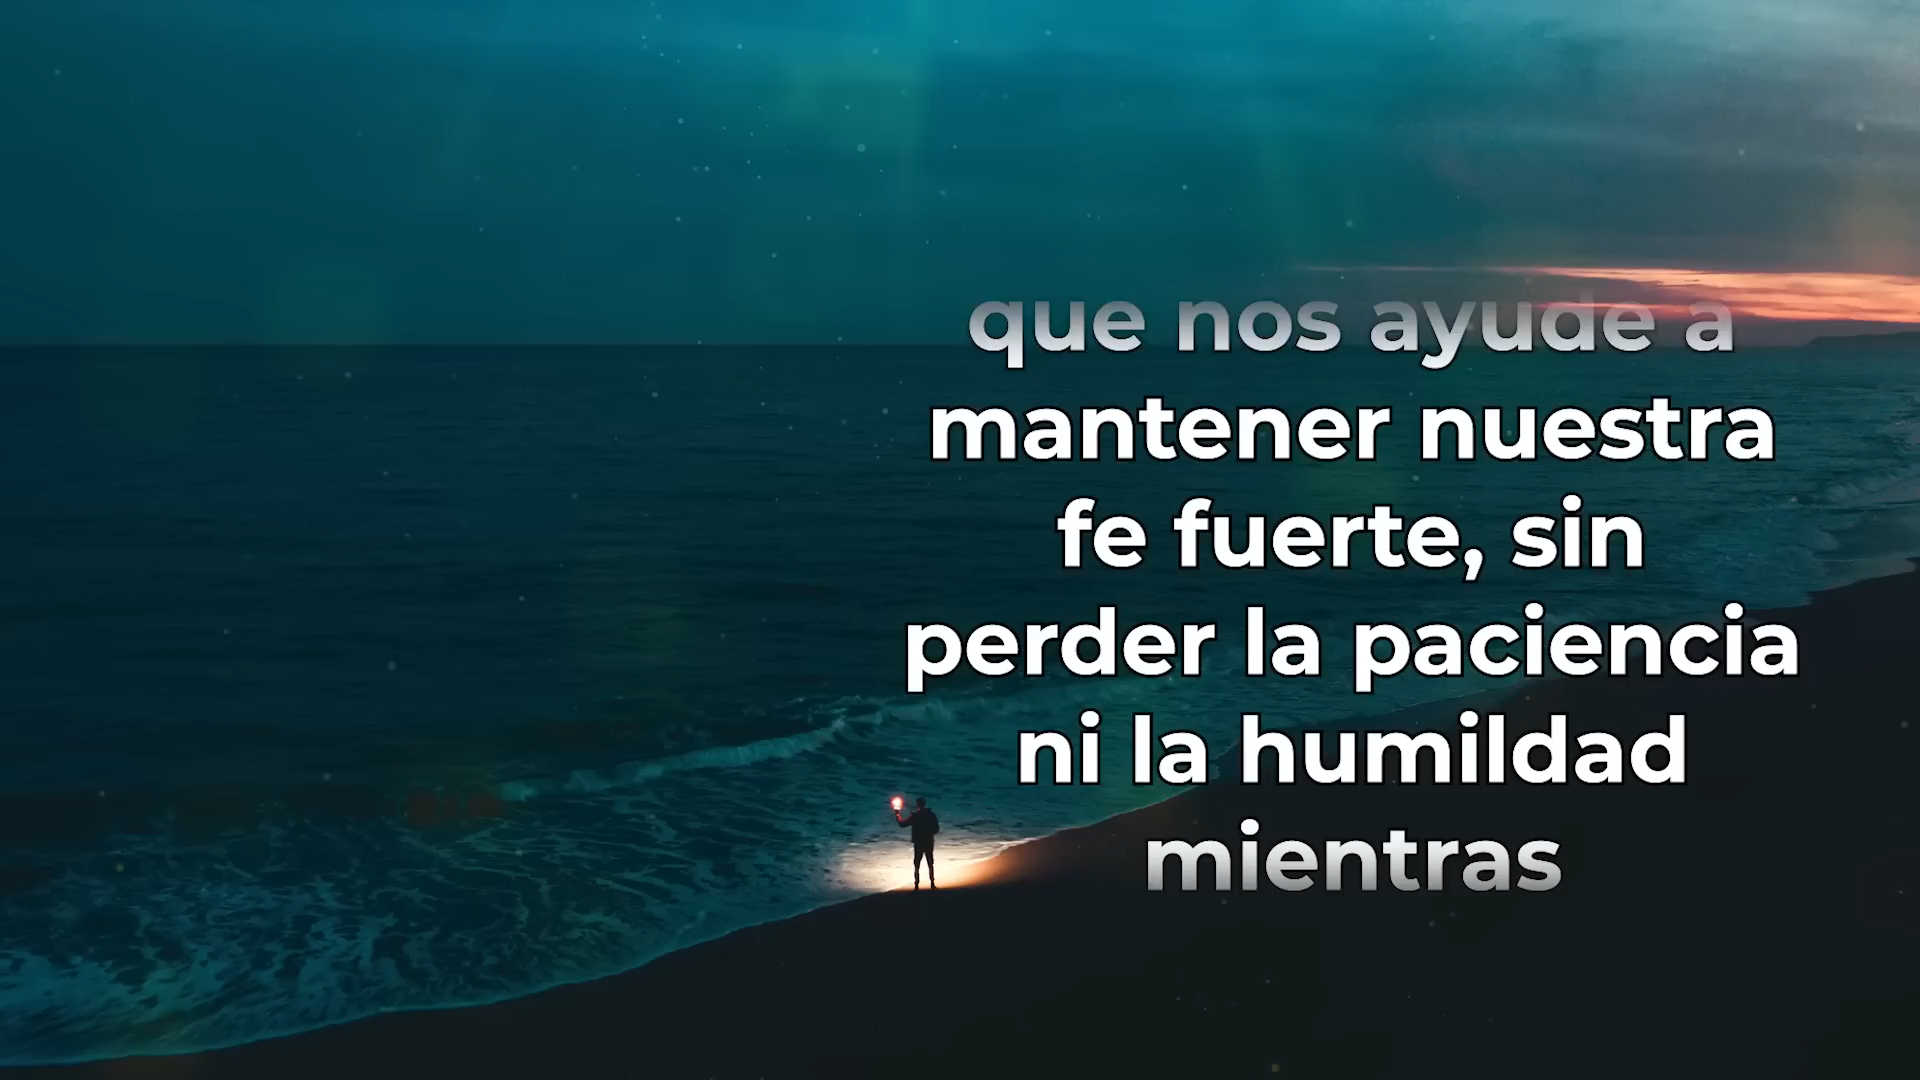 que nos ayude a
mantener nuestra
fe fuerte, sin
perder la paciencia
ni la humildad
mientras